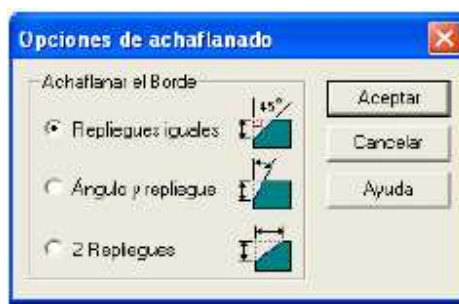 Opciones de achaflanado
Achaflanar el Borde
Repliegues iguales
45°
Ángulo y repliegue
2 Repliegues
Aceptar
Cancelar
Ayuda